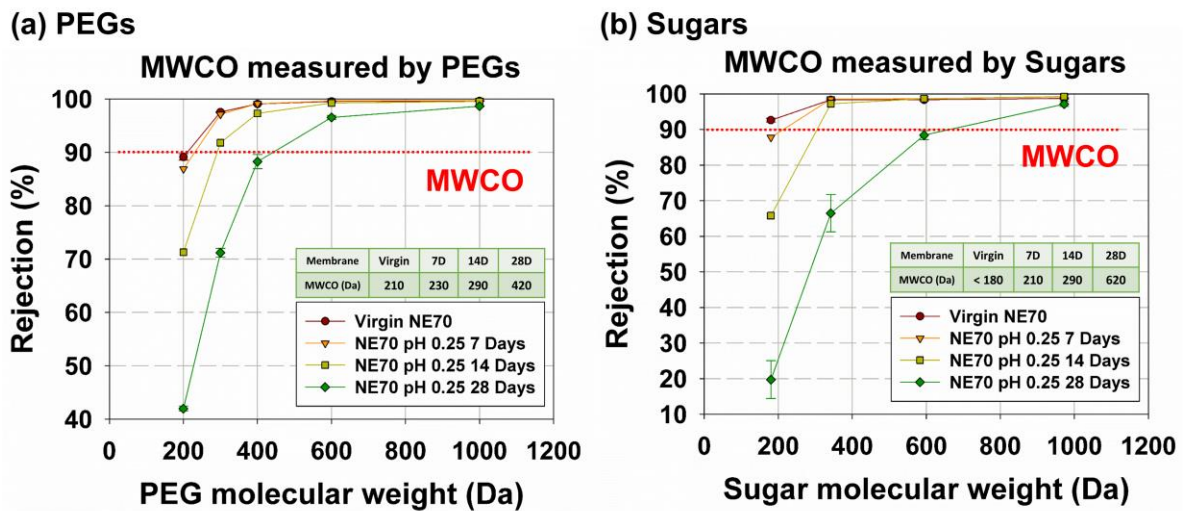 (a) PEGs
MWCO measured by PEGs
100
90
80
70
60
50
40
Rejection (%)
MWCO
Membrane Virgin 7D 14D 28D
MWCO (Da) 210 230 290 420
Virgin NE70
NE70 pH 0.25 7 Days
NE70 pH 0.25 14 Days
NE70 pH 0.25 28 Days
0 200 400 600 800 1000 1200
PEG molecular weight (Da)
(b) Sugars
MWCO measured by Sugars
100
90
80
70
60
50
40
30
20
10
Rejection (%)
MWCO
Membrane Virgin 7D 14D 28D
MWCO (Da) < 180 210 290 620
Virgin NE70
NE70 pH 0.25 7 Days
NE70 pH 0.25 14 Days
NE70 pH 0.25 28 Days
0 200 400 600 800 1000 1200
Sugar molecular weight (Da)